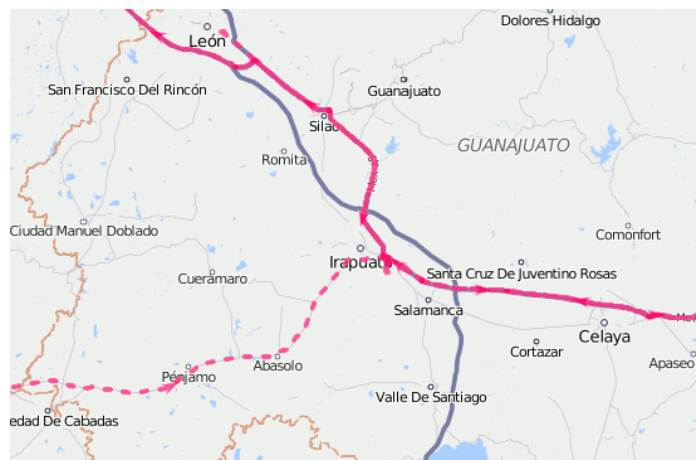 Dolores Hidalgo
León
San Francisco Del Rincón
Guanajuato
Silao
GUANAJUATO
Romita
Ciudad Manuel Doblado
Comonfort
Irapuato
Cuerámaro
Santa Cruz De Juventino Rosas
Salamanca
Celaya
Cortazar
Abasolo
Apaseo
Pénjamo
Valle De Santiago
edad De Cabadas